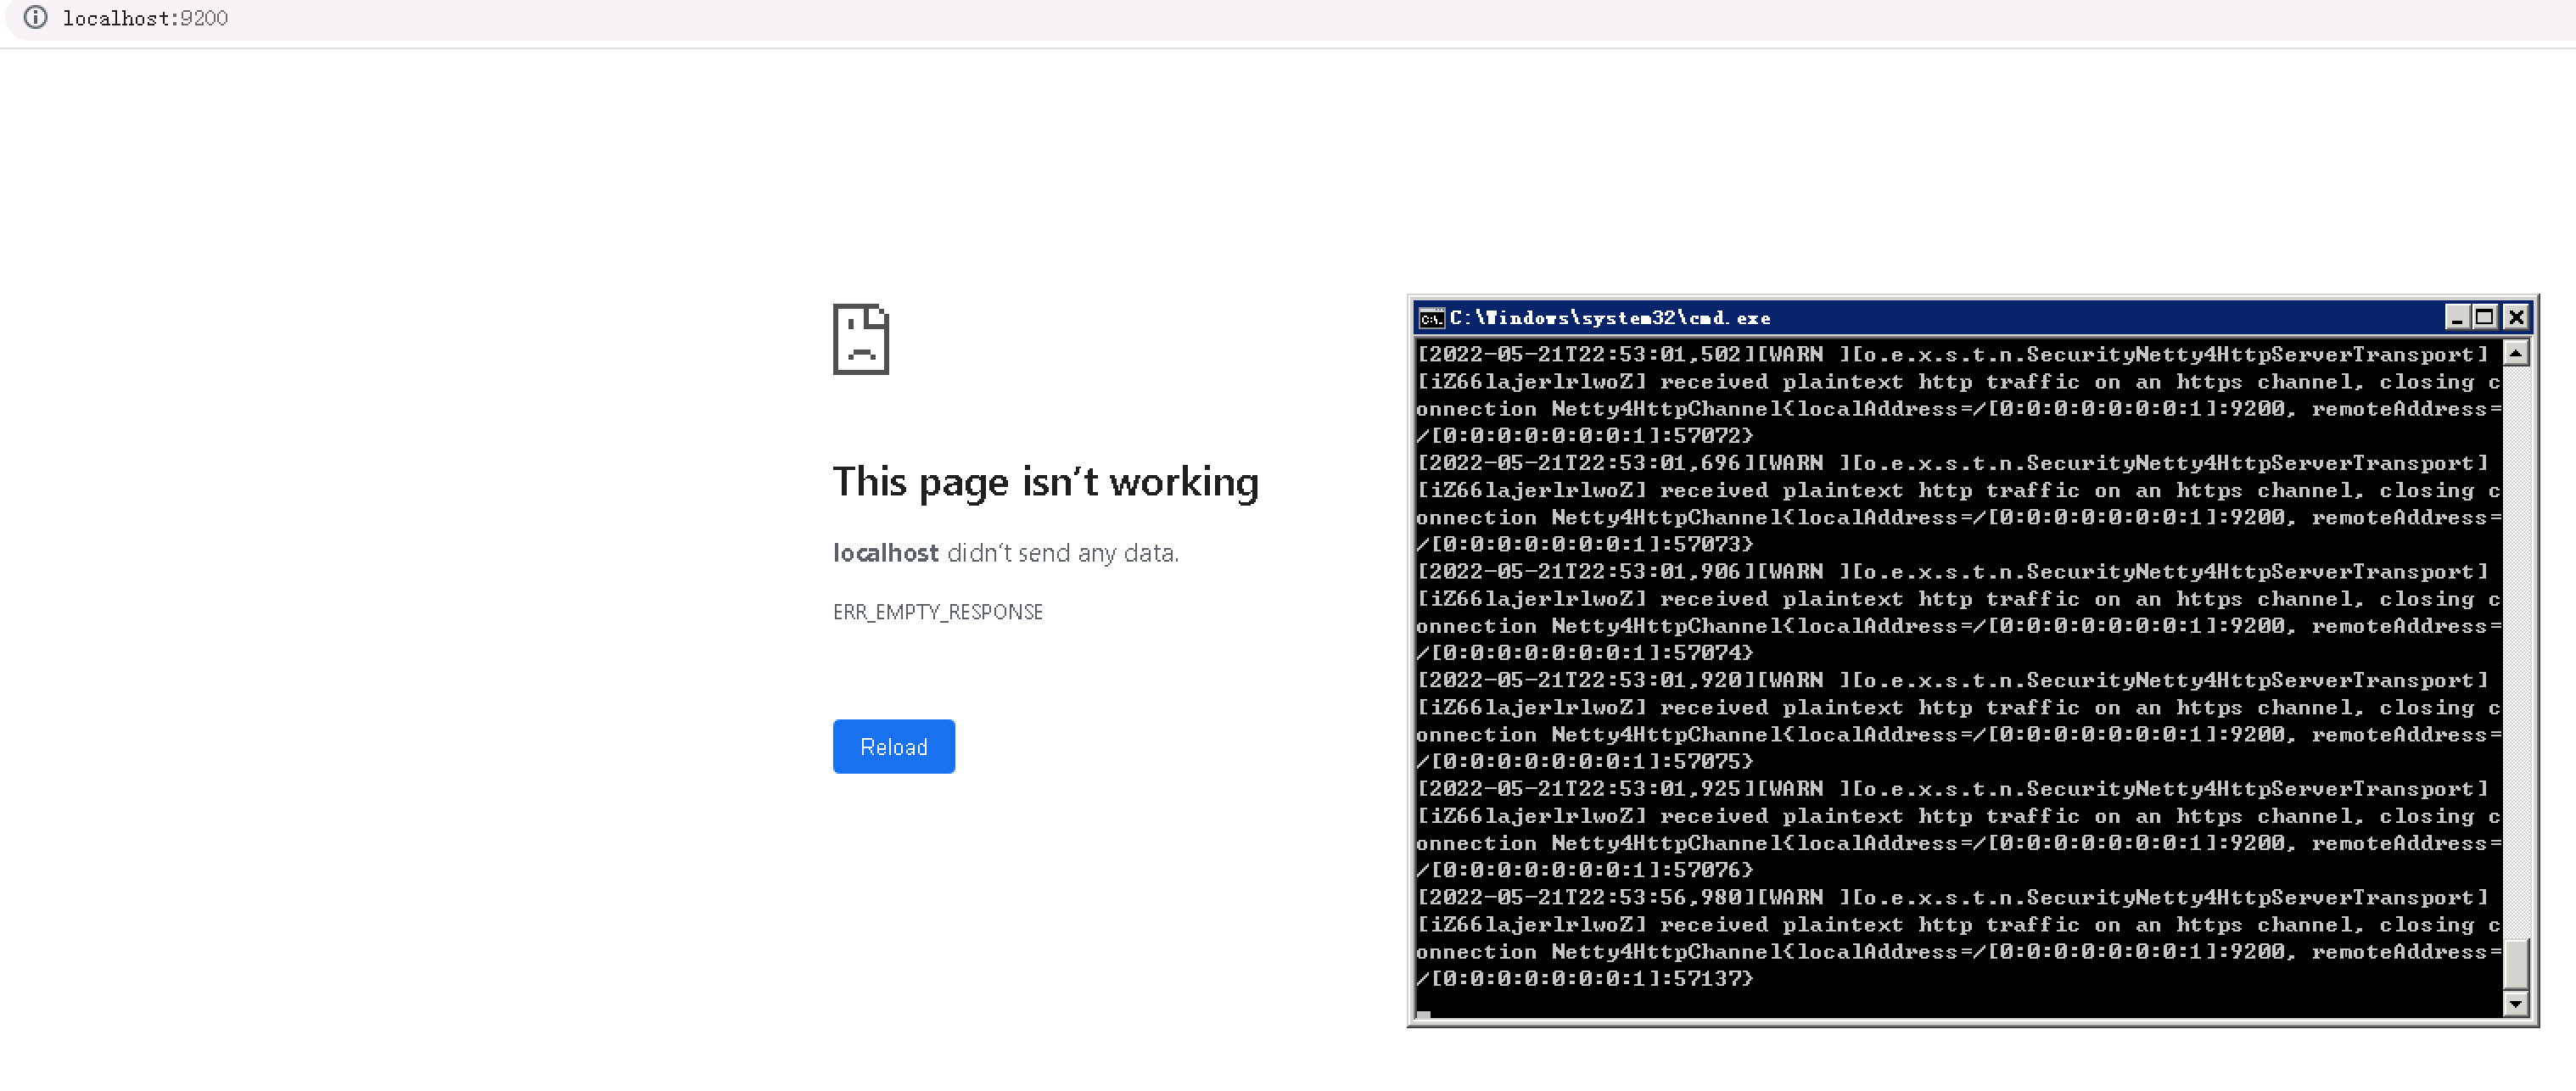 localhost:9200
This page isn't working
localhost didn't send any data.
ERR_EMPTY_RESPONSE
Reload
C:\Windows\system32\cmd.exe
[2022-05-21T22:53:01,502][WARN ][o.e.x.s.t.n.SecurityNetty4HttpServerTransport]
[iZ66lajerlrlwoZ] received plaintext http traffic on an https channel, closing c
onnection Netty4HttpChannel{localAddress=/[0:0:0:0:0:0:0:1]:9200, remoteAddress=
/[0:0:0:0:0:0:0:1]:57072}
[2022-05-21T22:53:01,696][WARN ][o.e.x.s.t.n.SecurityNetty4HttpServerTransport]
[iZ66lajerlrlwoZ] received plaintext http traffic on an https channel, closing c
onnection Netty4HttpChannel{localAddress=/[0:0:0:0:0:0:0:1]:9200, remoteAddress=
/[0:0:0:0:0:0:0:1]:57073}
[2022-05-21T22:53:01,906][WARN ][o.e.x.s.t.n.SecurityNetty4HttpServerTransport]
[iZ66lajerlrlwoZ] received plaintext http traffic on an https channel, closing c
onnection Netty4HttpChannel{localAddress=/[0:0:0:0:0:0:0:1]:9200, remoteAddress=
/[0:0:0:0:0:0:0:1]:57074}
[2022-05-21T22:53:01,920][WARN ][o.e.x.s.t.n.SecurityNetty4HttpServerTransport]
[iZ66lajerlrlwoZ] received plaintext http traffic on an https channel, closing c
onnection Netty4HttpChannel{localAddress=/[0:0:0:0:0:0:0:1]:9200, remoteAddress=
/[0:0:0:0:0:0:0:1]:57075}
[2022-05-21T22:53:01,925][WARN ][o.e.x.s.t.n.SecurityNetty4HttpServerTransport]
[iZ66lajerlrlwoZ] received plaintext http traffic on an https channel, closing c
onnection Netty4HttpChannel{localAddress=/[0:0:0:0:0:0:0:1]:9200, remoteAddress=
/[0:0:0:0:0:0:0:1]:57076}
[2022-05-21T22:53:56,980][WARN ][o.e.x.s.t.n.SecurityNetty4HttpServerTransport]
[iZ66lajerlrlwoZ] received plaintext http traffic on an https channel, closing c
onnection Netty4HttpChannel{localAddress=/[0:0:0:0:0:0:0:1]:9200, remoteAddress=
/[0:0:0:0:0:0:0:1]:57137}